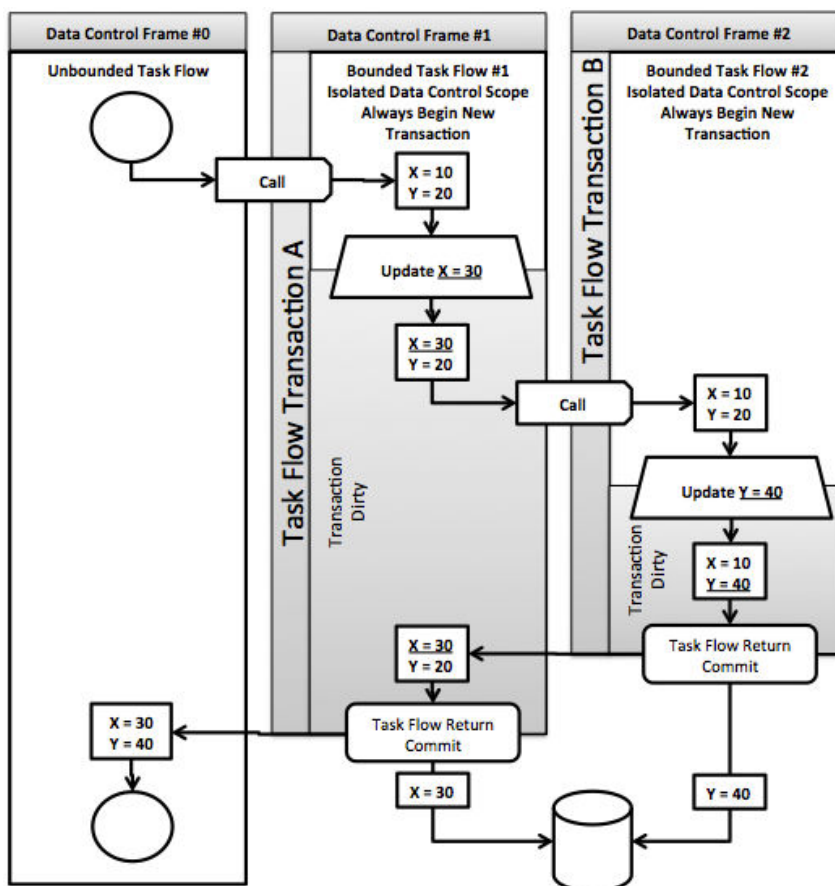 Data Control Frame #0
Data Control Frame #1
Data Control Frame #2
Unbounded Task Flow
Bounded Task Flow #1
Isolated Data Control Scope
Always Begin New
Transaction
Bounded Task Flow #2
Isolated Data Control Scope
Always Begin New
Transaction
Call
X = 10
Y = 20
Task Flow Transaction A
Update X = 30
X = 30
Y = 20
Transaction
Dirty
Task Flow Transaction B
Call
X = 10
Y = 20
Update Y = 40
Transaction
Dirty
X = 10
Y = 40
Task Flow Return
Commit
X = 30
Y = 20
Task Flow Return
Commit
X = 30
Y = 40
X = 30
Y = 40